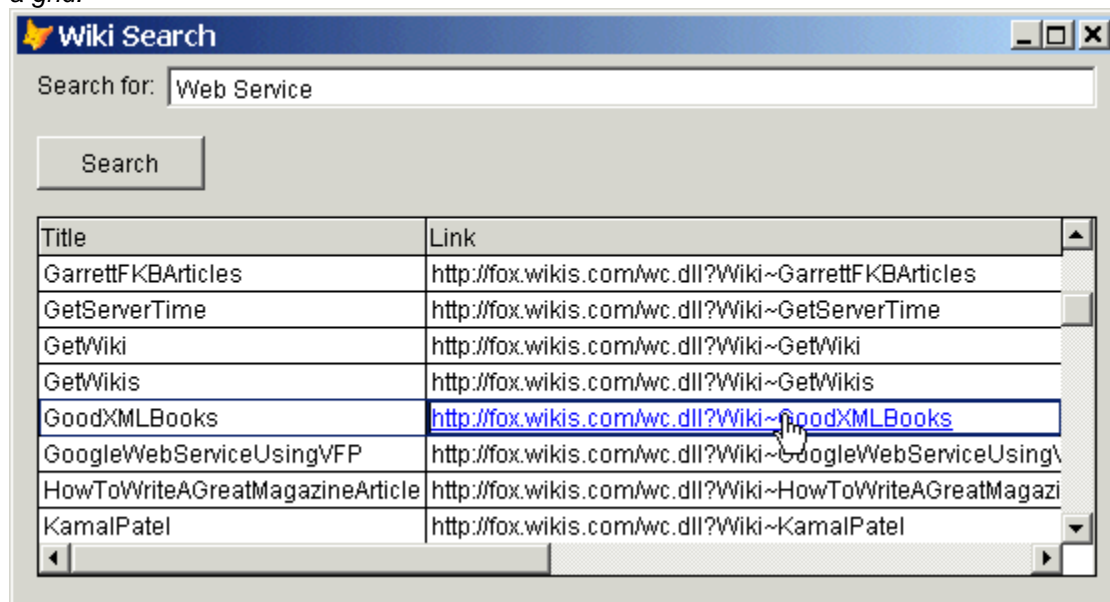 a grid.
Wiki Search
Search for: Web Service
Search
Title Link
GarrettFKBArticles http://fox.wikis.com/wc.dll?Wiki~GarrettFKBArticles
GetServerTime http://fox.wikis.com/wc.dll?Wiki~GetServerTime
GetWiki http://fox.wikis.com/wc.dll?Wiki~GetWiki
GetWikis http://fox.wikis.com/wc.dll?Wiki~GetWikis
GoodXMLBooks http://fox.wikis.com/wc.dll?Wiki~GoodXMLBooks
GoogleWebServiceUsingVFP http://fox.wikis.com/wc.dll?Wiki~GoogleWebServiceUsingV
HowToWriteAGreatMagazineArticle http://fox.wikis.com/wc.dll?Wiki~HowToWriteAGreatMagazi
KamalPatel http://fox.wikis.com/wc.dll?Wiki~KamalPatel